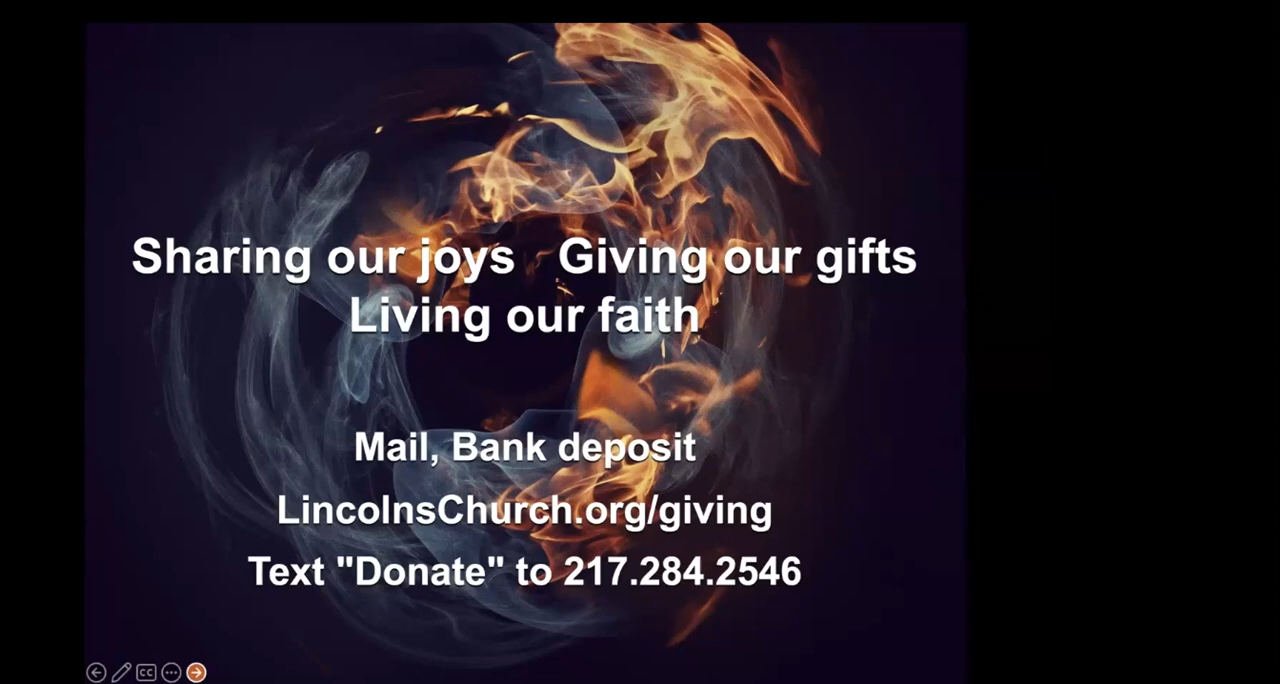 Sharing our joys   Giving our gifts
Living our faith
Mail, Bank deposit
LincolnsChurch.org/giving
Text "Donate" to 217.284.2546
CC